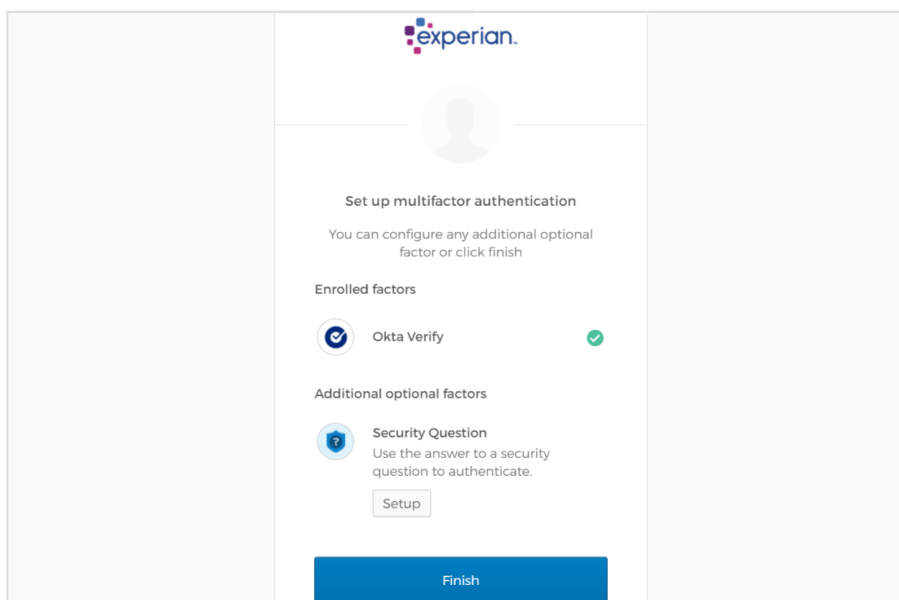 experian™
Set up multifactor authentication
You can configure any additional optional
factor or click finish
Enrolled factors
Okta Verify
Additional optional factors
?
Security Question
Use the answer to a security
question to authenticate.
Setup
Finish